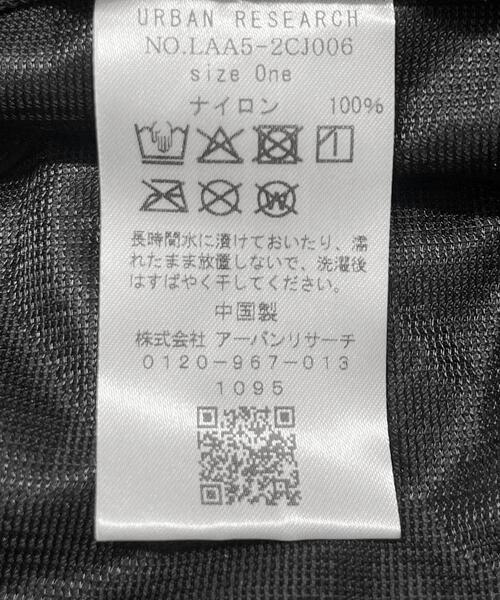 URBAN RESEARCH
NO.LAA5-2CJ006
size One
ナイロン 100%
長時間水に漬けておいたり、濡
れたまま放置しないで、洗濯後
はすばやく干してください。
中国製
株式会社 アーバンリサーチ
0120-967-013
1095